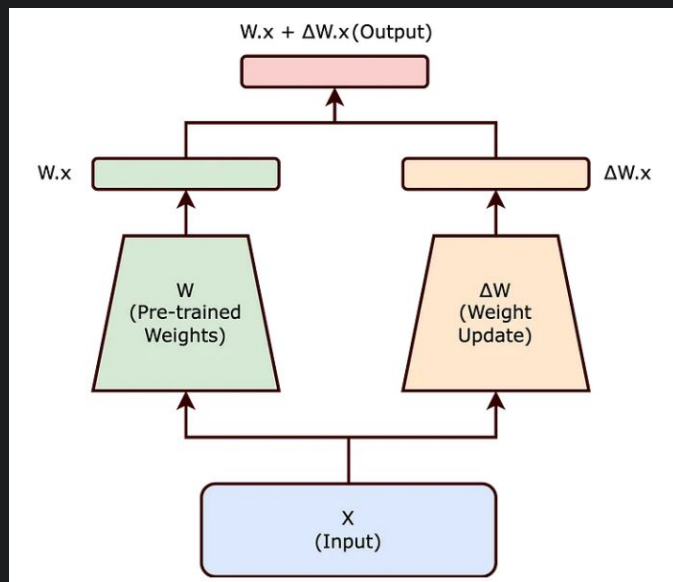 W.x + ΔW.x(Output)
W.x
ΔW.x
W
(Pre-trained
Weights)
ΔW
(Weight
Update)
X
(Input)